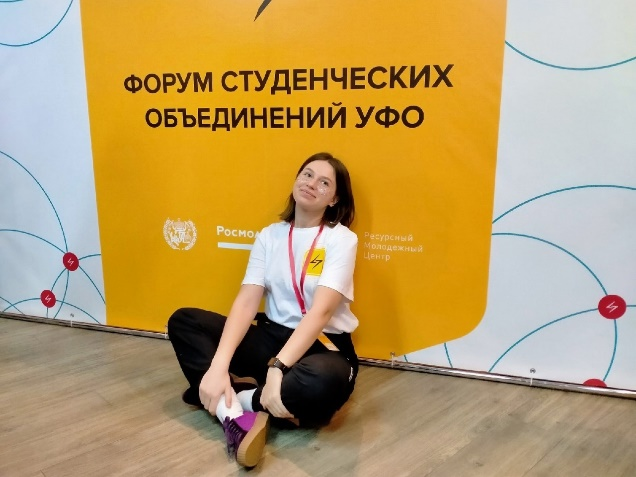 ФОРУМ СТУДЕНЧЕСКИХ
ОБЪЕДИНЕНИЙ УФО
Ресурсный
Молодежный
Центр